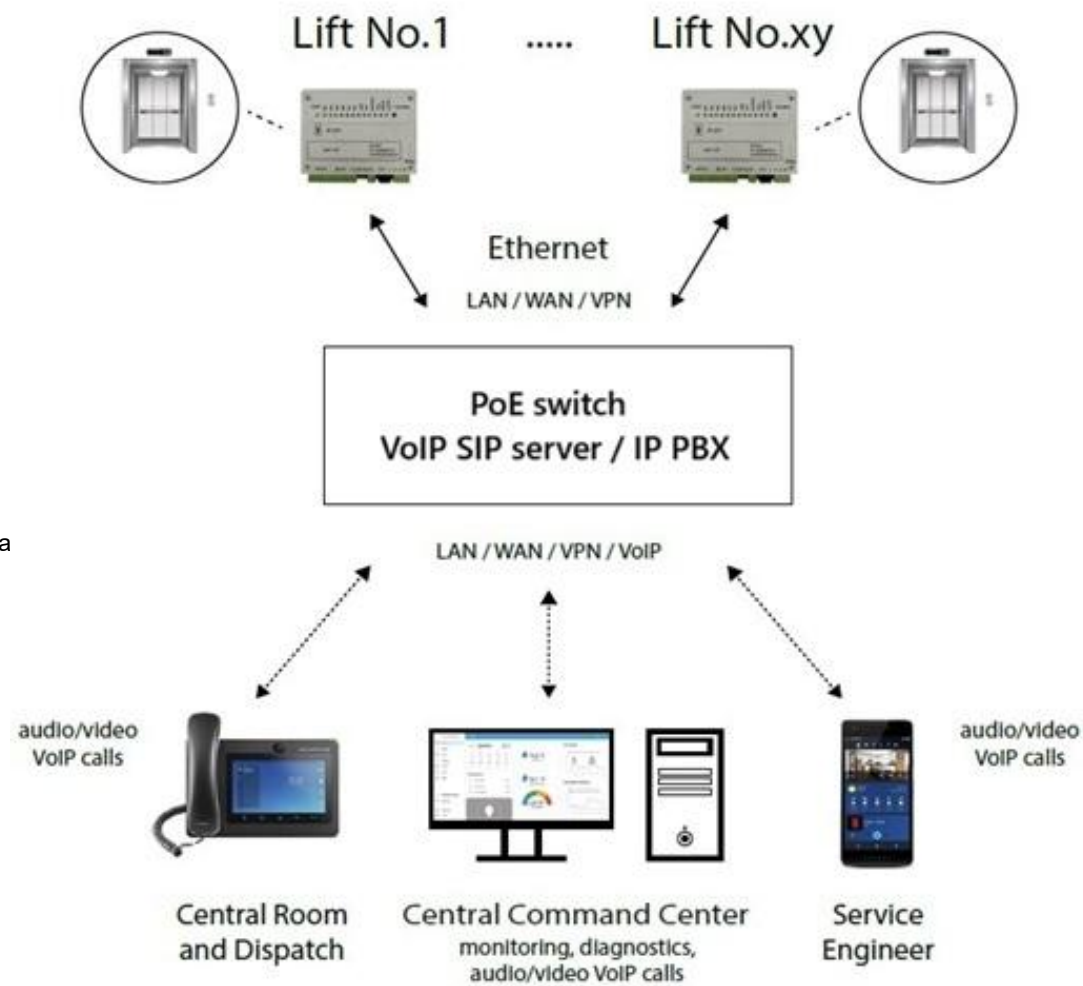 Lift No.1 ..... Lift No.xy
Ethernet
LAN / WAN / VPN
PoE switch
VoIP SIP server / IP PBX
a
LAN / WAN / VPN / VoIP
audio/video
VoIP calls
audio/video
VoIP calls
Central Room
and Dispatch
Central Command Center
monitoring, diagnostics,
audio/video VoIP calls
Service
Engineer